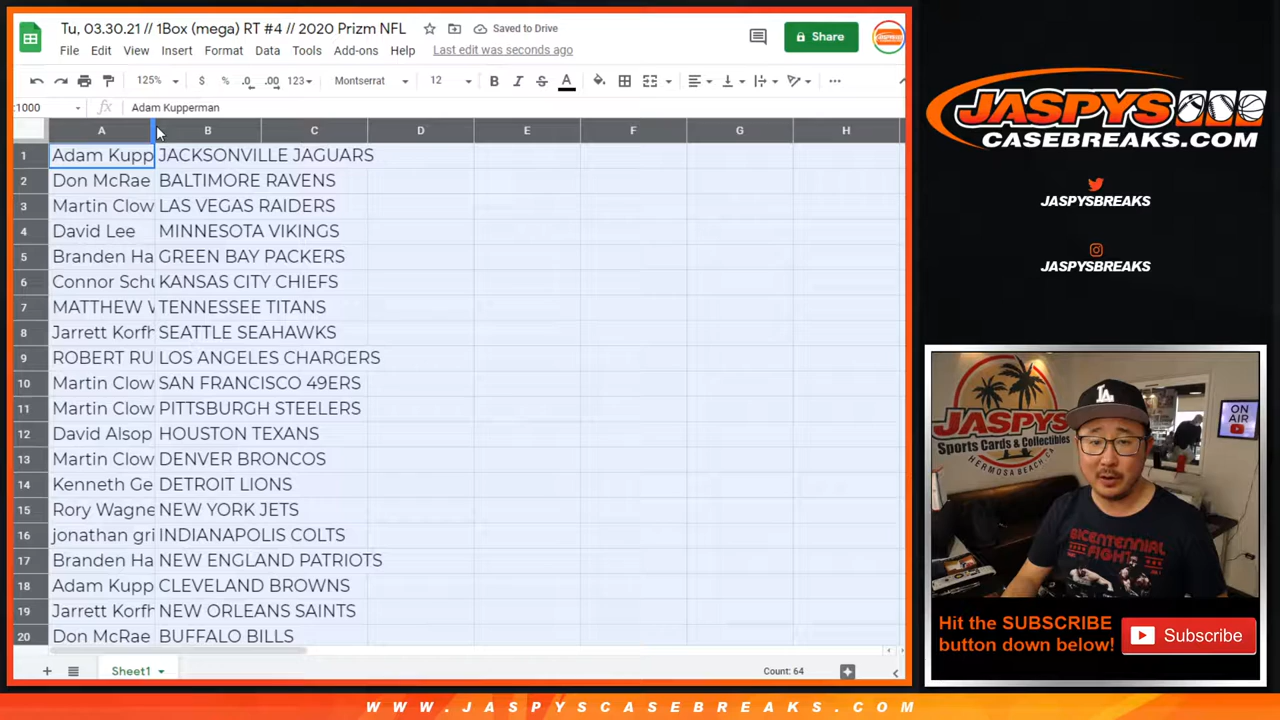 Tu, 03.30.21 // 1Box (mega) RT #4 // 2020 Prizm NFL
Saved to Drive
File Edit View Insert Format Data Tools Add-ons Help Last edit was seconds ago
Share
125% $ % .0 .00 123 Montserrat 12 B I S A
:1000 fx Adam Kupperman
A B C D E F G H
1 Adam Kupp JACKSONVILLE JAGUARS
2 Don McRae BALTIMORE RAVENS
3 Martin Clow LAS VEGAS RAIDERS
4 David Lee MINNESOTA VIKINGS
5 Branden Ha GREEN BAY PACKERS
6 Connor Schu KANSAS CITY CHIEFS
7 MATTHEW W TENNESSEE TITANS
8 Jarrett Korfh SEATTLE SEAHAWKS
9 ROBERT RU LOS ANGELES CHARGERS
10 Martin Clow SAN FRANCISCO 49ERS
11 Martin Clow PITTSBURGH STEELERS
12 David Alsop HOUSTON TEXANS
13 Martin Clow DENVER BRONCOS
14 Kenneth Ge DETROIT LIONS
15 Rory Wagne NEW YORK JETS
16 jonathan gri INDIANAPOLIS COLTS
17 Branden Ha NEW ENGLAND PATRIOTS
18 Adam Kupp CLEVELAND BROWNS
19 Jarrett Korfh NEW ORLEANS SAINTS
20 Don McRae BUFFALO BILLS
Sheet1
Count: 64
JASPYS
CASEBREAKS.COM
JASPYSBREAKS
JASPYSBREAKS
JASPYS
Sports Cards & Collectibles
HERMOSA BEACH, CA
ON AIR
LA
BICENTENNIAL
FIGHT
Hit the SUBSCRIBE
button down below!
Subscribe
WWW.JASPYSCASEBREAKS.COM